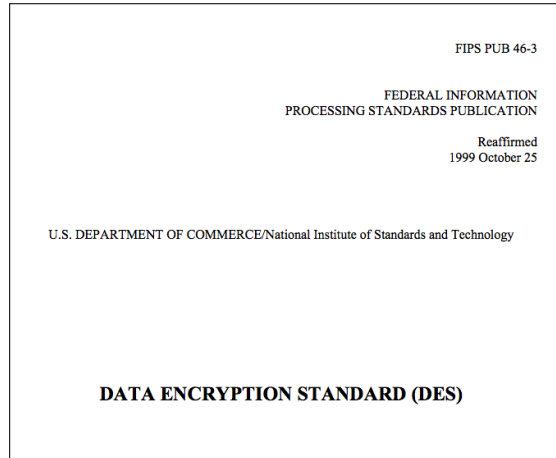 FIPS PUB 46-3
FEDERAL INFORMATION
PROCESSING STANDARDS PUBLICATION
Reaffirmed
1999 October 25
U.S. DEPARTMENT OF COMMERCE/National Institute of Standards and Technology
DATA ENCRYPTION STANDARD (DES)